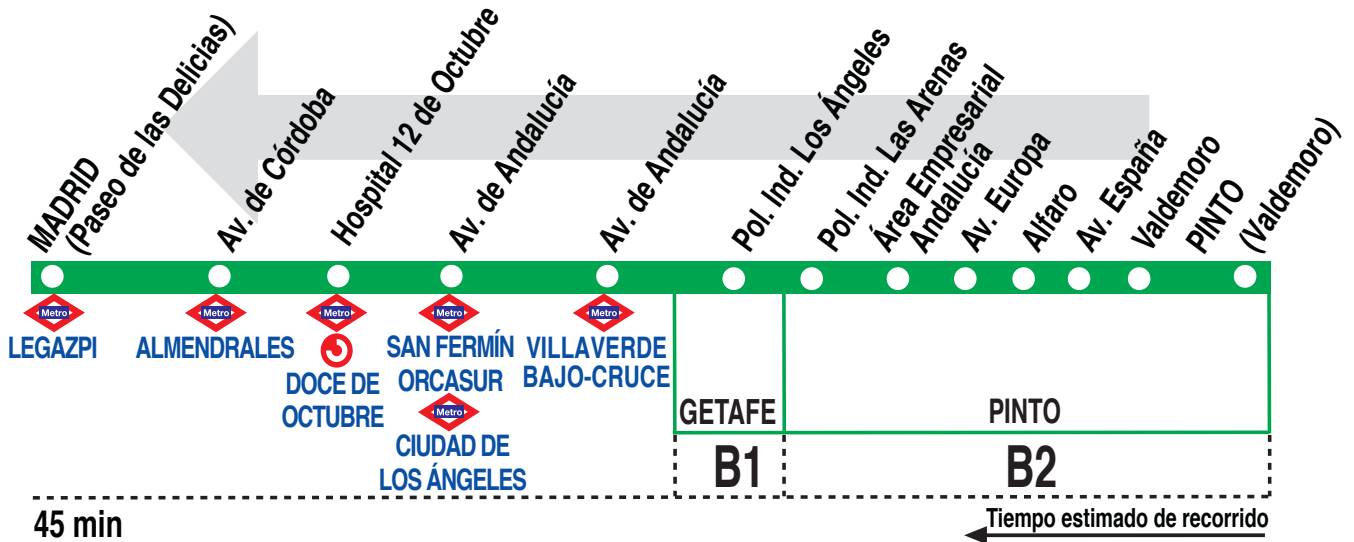 MADRID
(Paseo de las Delicias)
Av. de Córdoba
Hospital 12 de Octubre
Av. de Andalucía
Av. de Andalucía
Pol. Ind. Los Ángeles
Pol. Ind. Las Arenas
Área Empresarial
Andalucía
Av. Europa
Alfaro
Av. España
Valdemoro
PINTO
(Valdemoro)
Metro
Metro
Metro
Metro
Metro
LEGAZPI
ALMENDRALES
DOCE DE
OCTUBRE
SAN FERMÍN
ORCASUR
Metro
CIUDAD DE
LOS ÁNGELES
VILLAVERDE
BAJO-CRUCE
GETAFE
PINTO
B1
B2
45 min
Tiempo estimado de recorrido